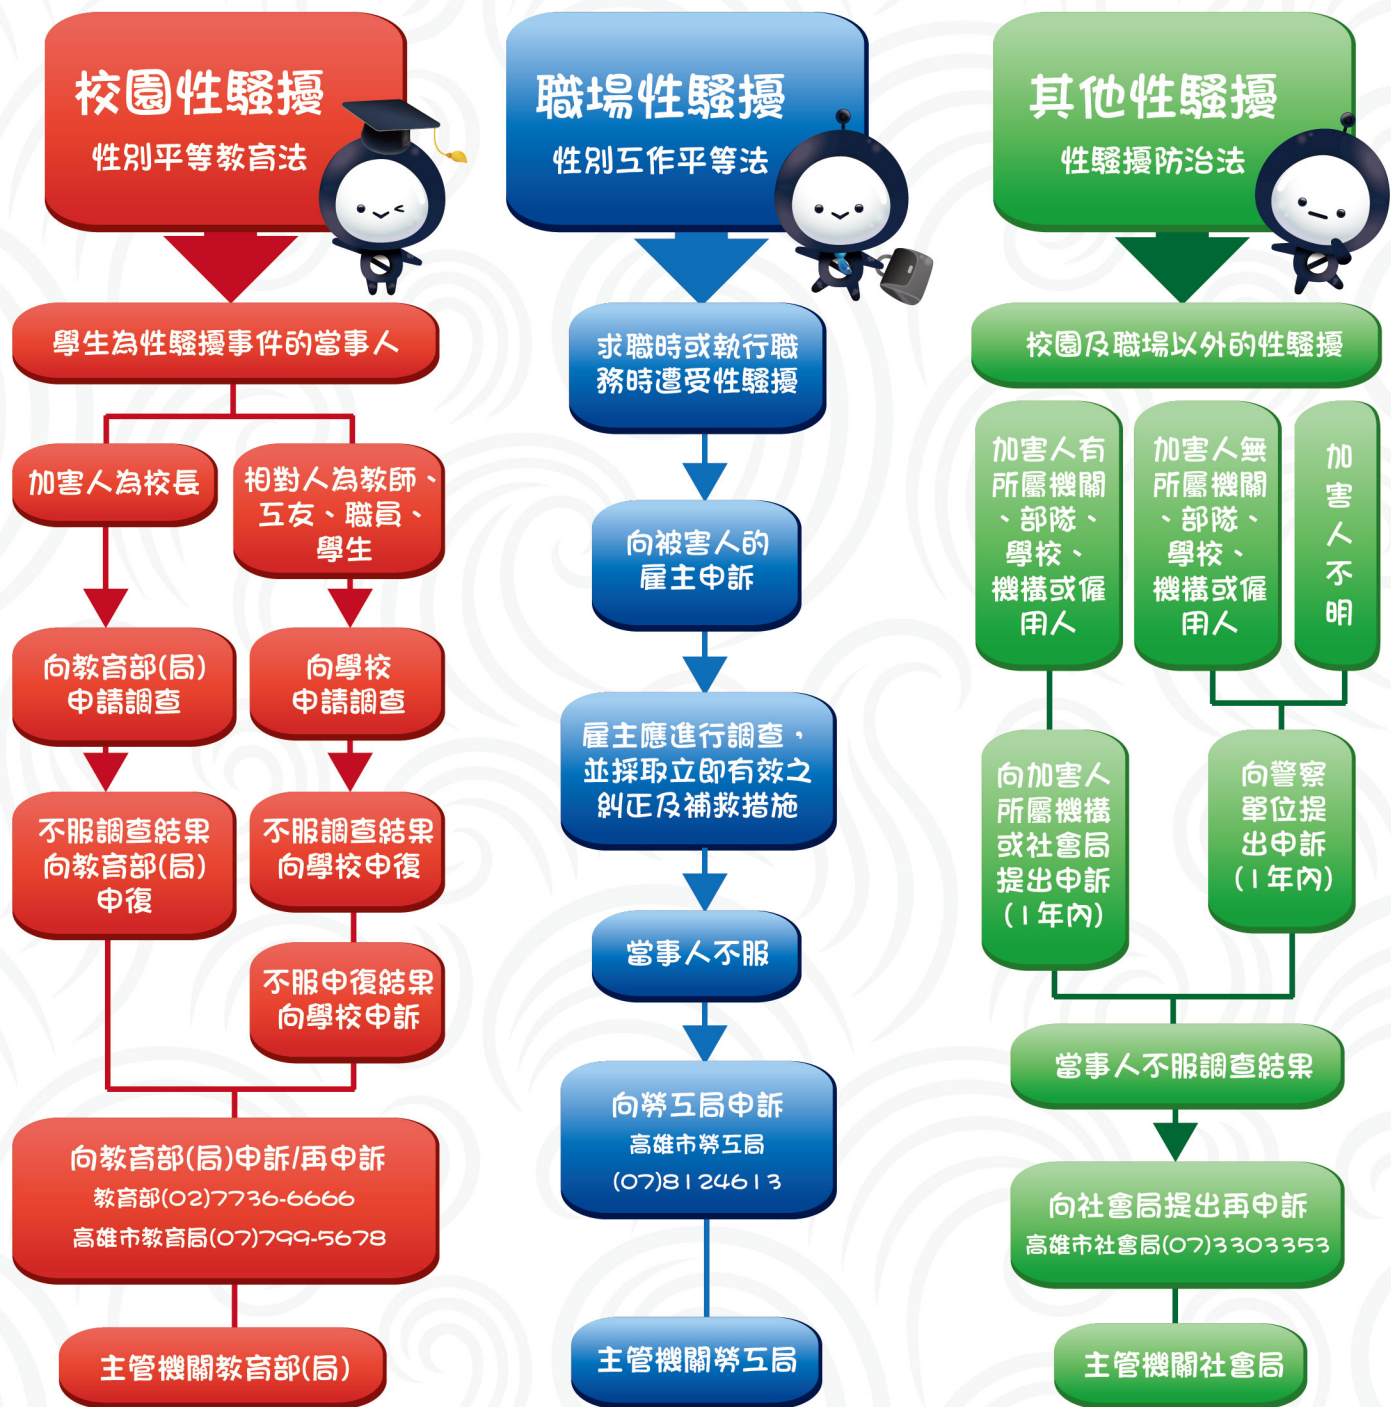 校園性騷擾
性別平等教育法
學生為性騷擾事件的當事人
加害人為校長
向教育部(局)
申請調查
不服調查結果
向教育部(局)
申復
相對人為教師、
工友、職員、
學生
向學校
申請調查
不服調查結果
向學校申復
不服申復結果
向學校申訴
向教育部(局)申訴/再申訴
教育部(02)7736-6666
高雄市教育局(07)799-5678
主管機關教育部(局)
職場性騷擾
性別工作平等法
求職時或執行職
務時遭受性騷擾
向被害人的
雇主申訴
雇主應進行調查，
並採取立即有效之
糾正及補救措施
當事人不服
向勞工局申訴
高雄市勞工局
(07)8124613
主管機關勞工局
其他性騷擾
性騷擾防治法
校園及職場以外的性騷擾
加害人有
所屬機關
、部隊、
學校、
機構或僱
用人
向加害人
所屬機構
或社會局
提出申訴
(1年內)
加害人無
所屬機關
、部隊、
學校、
機構或僱
用人
加
害
人
不
明
向警察
單位提
出申訴
(1年內)
當事人不服調查結果
向社會局提出再申訴
高雄市社會局(07)3303353
主管機關社會局